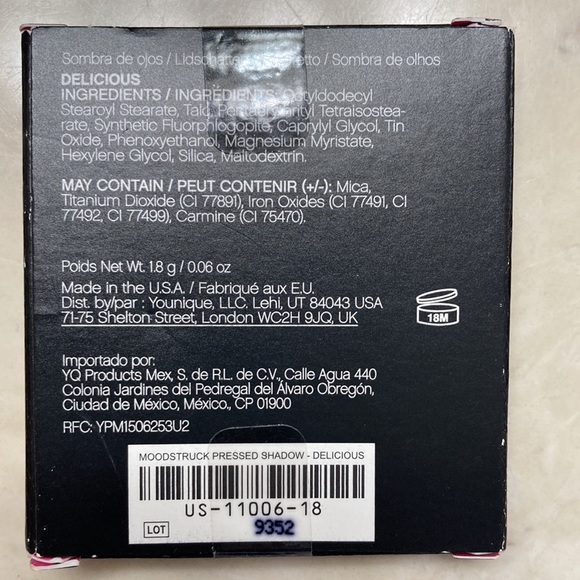 Sombra de ojos / Lidschatten / Ombretto / Sombra de olhos
DELICIOUS
INGREDIENTS / INGRÉDIENTS: Octyldodecyl
Stearoyl Stearate, Talc, Pentaerythrityl Tetraisostea-
rate, Synthetic Fluorphlogopite, Caprylyl Glycol, Tin
Oxide, Phenoxyethanol, Magnesium Myristate,
Hexylene Glycol, Silica, Maltodextrin.
MAY CONTAIN / PEUT CONTENIR (+/-): Mica,
Titanium Dioxide (CI 77891), Iron Oxides (CI 77491, CI
77492, CI 77499), Carmine (CI 75470).
Poids Net Wt. 1.8 g / 0.06 oz
Made in the U.S.A. / Fabriqué aux E.U.
Dist. by/par : Younique, LLC. Lehi, UT 84043 USA
71-75 Shelton Street, London WC2H 9JQ, UK
18M
Importado por:
YQ Products Mex, S. de R.L. de C.V., Calle Agua 440
Colonia Jardines del Pedregal del Álvaro Obregón,
Ciudad de México, México., CP 01900
RFC: YPM1506253U2
MOODSTRUCK PRESSED SHADOW - DELICIOUS
US-11006-18
LOT 9352